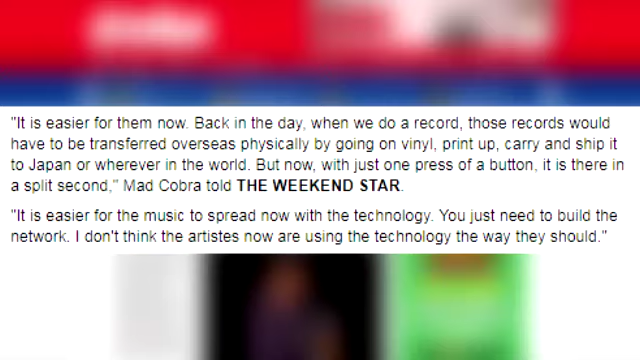 "It is easier for them now. Back in the day, when we do a record, those records would
have to be transferred overseas physically by going on vinyl, print up, carry and ship it
to Japan or wherever in the world. But now, with just one press of a button, it is there in
a split second," Mad Cobra told THE WEEKEND STAR.
"It is easier for the music to spread now with the technology. You just need to build the
network. I don't think the artistes now are using the technology the way they should."